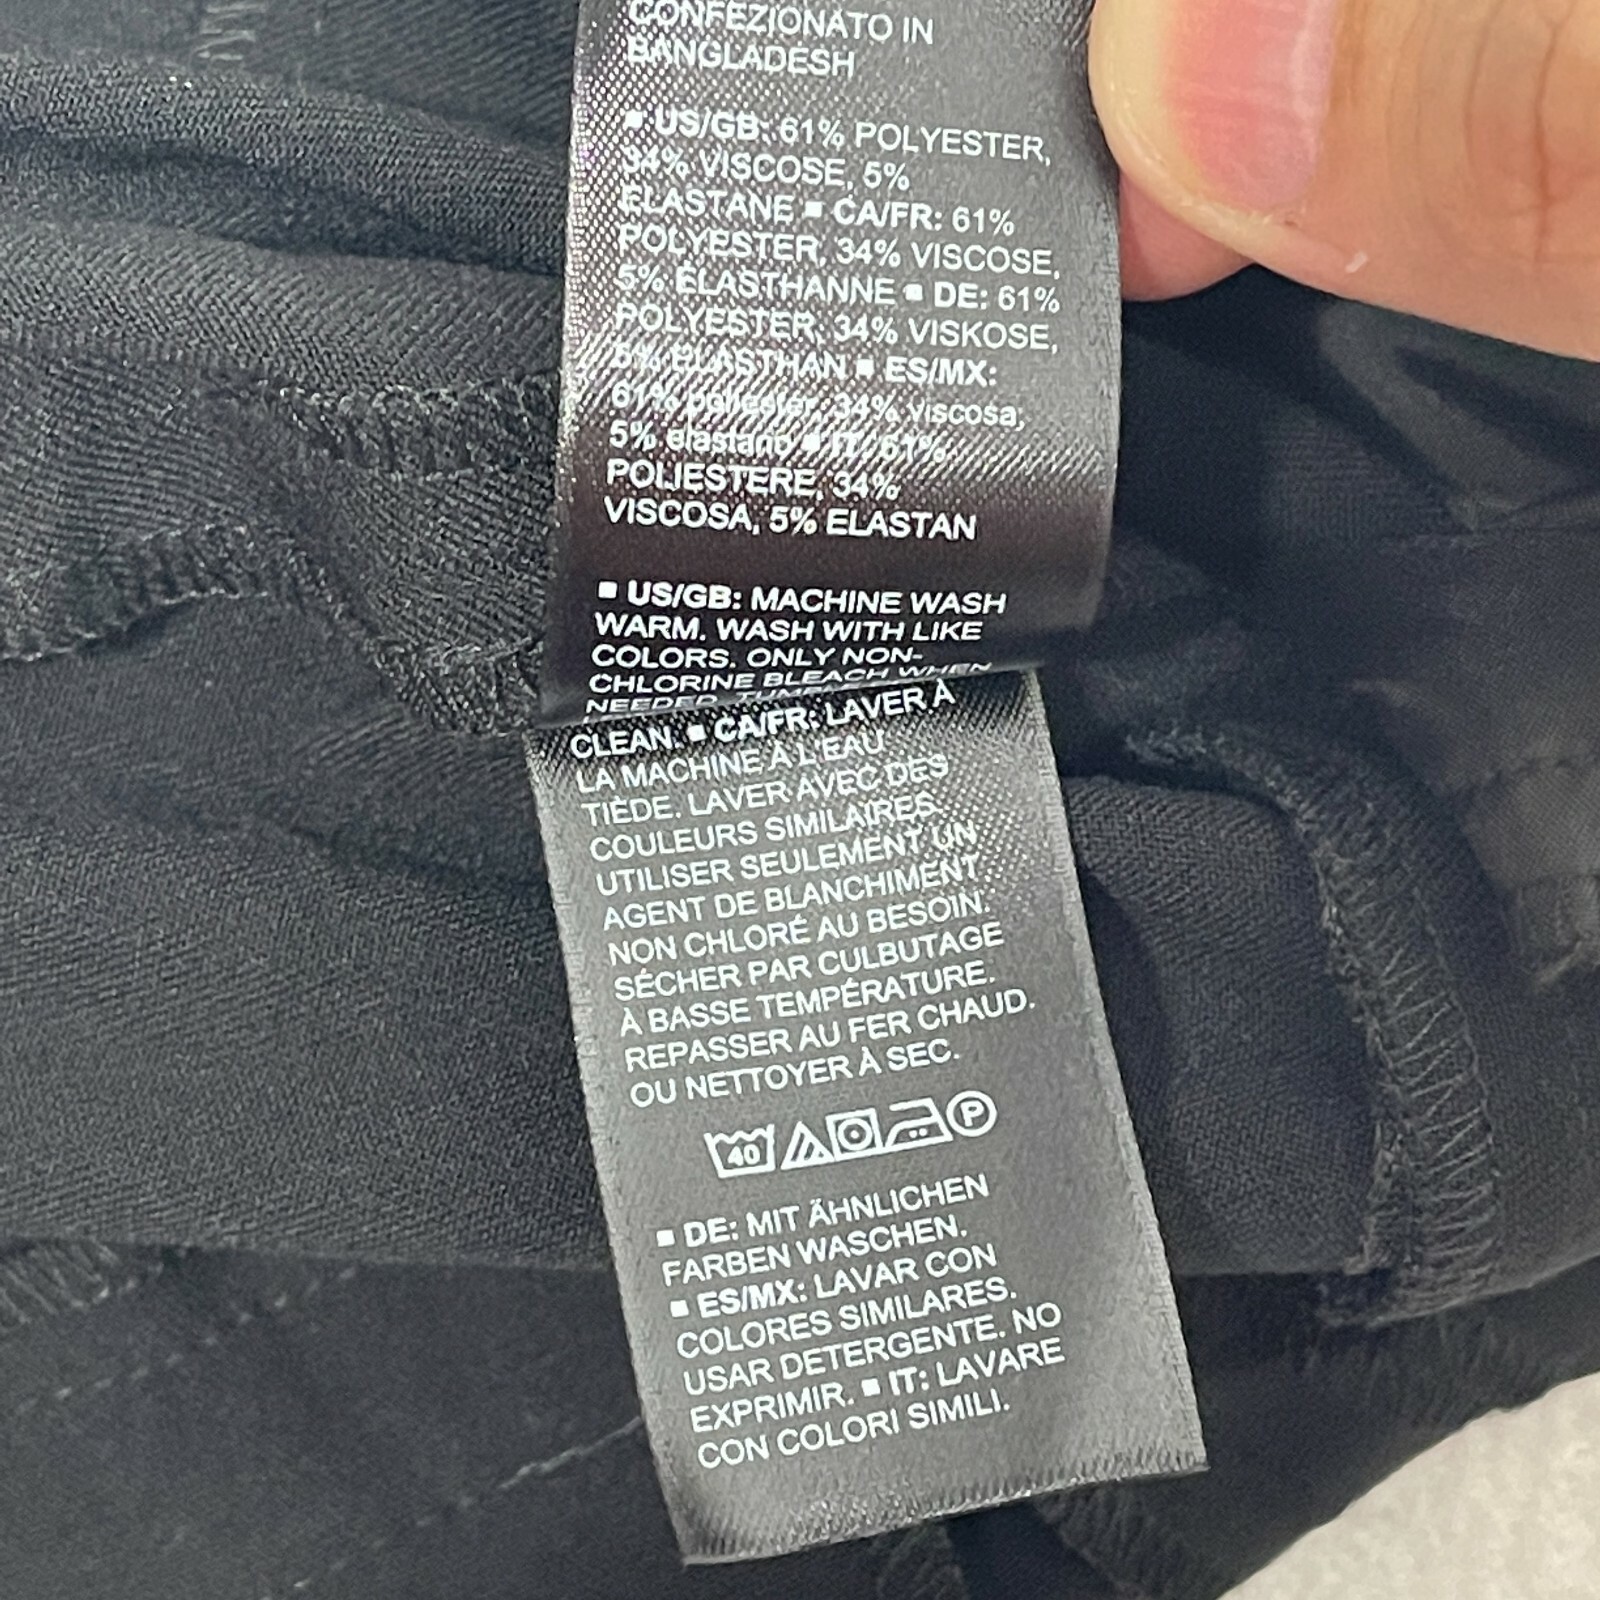 CONFEZIONATO IN
BANGLADESH
▪ US/GB: 61% POLYESTER,
34% VISCOSE, 5%
ELASTANE ▪ CA/FR: 61%
POLYESTER, 34% VISCOSE,
5% ÉLASTHANNE ▪ DE: 61%
POLYESTER, 34% VISKOSE,
5% ELASTHAN ▪ ES/MX:
61% poliester, 34% viscosa,
5% elastano ▪ IT: 61%
POLIESTERE, 34%
VISCOSA, 5% ELASTAN
▪ US/GB: MACHINE WASH
WARM. WASH WITH LIKE
COLORS. ONLY NON-
CHLORINE BLEACH WHEN
NEEDED.
CLEAN. ▪ CA/FR: LAVER À
LA MACHINE À L'EAU
TIÈDE. LAVER AVEC DES
COULEURS SIMILAIRES.
UTILISER SEULEMENT UN
AGENT DE BLANCHIMENT
NON CHLORÉ AU BESOIN.
SÉCHER PAR CULBUTAGE
À BASSE TEMPÉRATURE.
REPASSER AU FER CHAUD.
OU NETTOYER À SEC.
40 P
▪ DE: MIT ÄHNLICHEN
FARBEN WASCHEN.
▪ ES/MX: LAVAR CON
COLORES SIMILARES.
USAR DETERGENTE. NO
EXPRIMIR. ▪ IT: LAVARE
CON COLORI SIMILI.